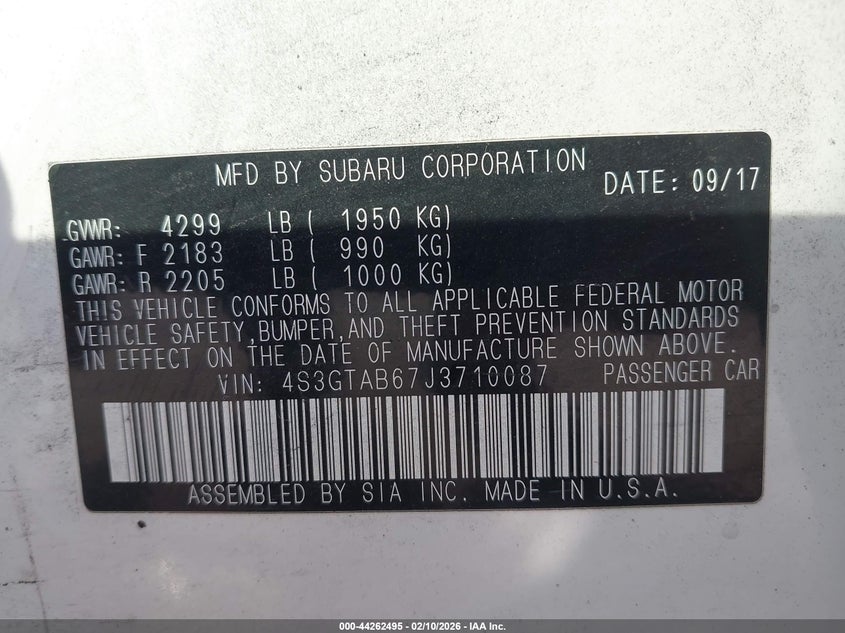 MFD BY SUBARU CORPORATION
DATE: 09/17
GVWR: 4299 LB ( 1950 KG)
GAWR: F 2183 LB ( 990 KG)
GAWR: R 2205 LB ( 1000 KG)
THIS VEHICLE CONFORMS TO ALL APPLICABLE FEDERAL MOTOR
VEHICLE SAFETY,BUMPER,AND THEFT PREVENTION STANDARDS
IN EFFECT ON THE DATE OF MANUFACTURE SHOWN ABOVE.
VIN: 4S3GTAB67J3710087 PASSENGER CAR
ASSEMBLED BY SIA INC. MADE IN U.S.A.
000-44262495 - 02/10/2026 - IAA Inc.